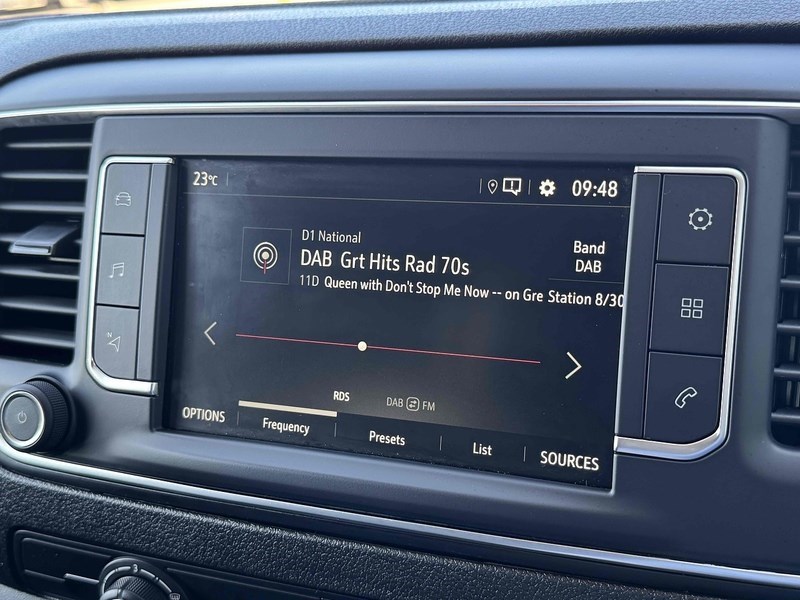 23°C
09:48
D1 National
DAB Grt Hits Rad 70s
Band
DAB
11D Queen with Don't Stop Me Now -- on Gre Station 8/30
RDS
DAB FM
OPTIONS
Frequency
Presets
List
SOURCES
N